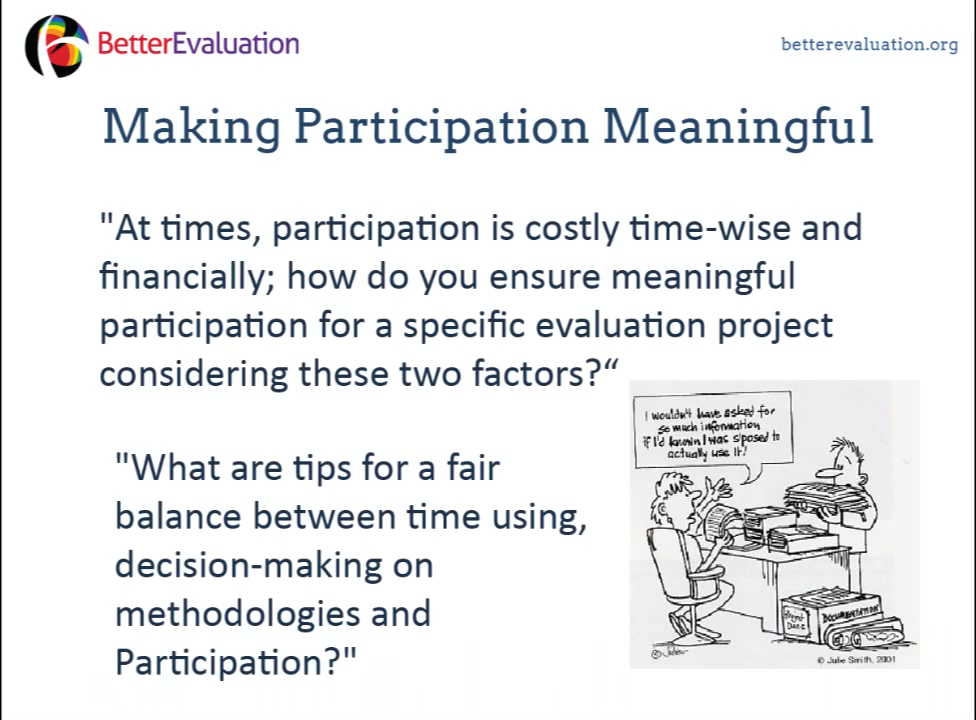 BetterEvaluation
betterevaluation.org
Making Participation Meaningful
"At times, participation is costly time-wise and
financially; how do you ensure meaningful
participation for a specific evaluation project
considering these two factors?“
I wouldn't have asked for
so much information
if I'd known I was s'posed to
actually use it!
"What are tips for a fair
balance between time using,
decision-making on
methodologies and
Participation?"
DOCUMENTATION
© Julie Smith, 2001